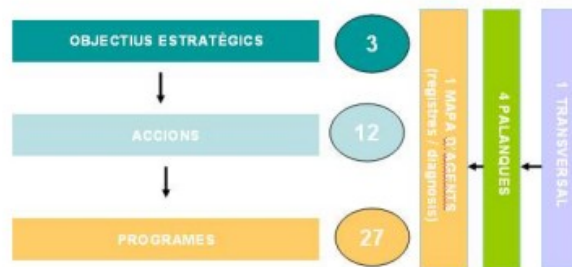 OBJECTIUS ESTRATÈGICS
3
ACCIONS
12
PROGRAMES
27
1 MAPA D'AGENTS
(registres / diagnosis)
4 PALANQUES
1 TRANSVERSAL